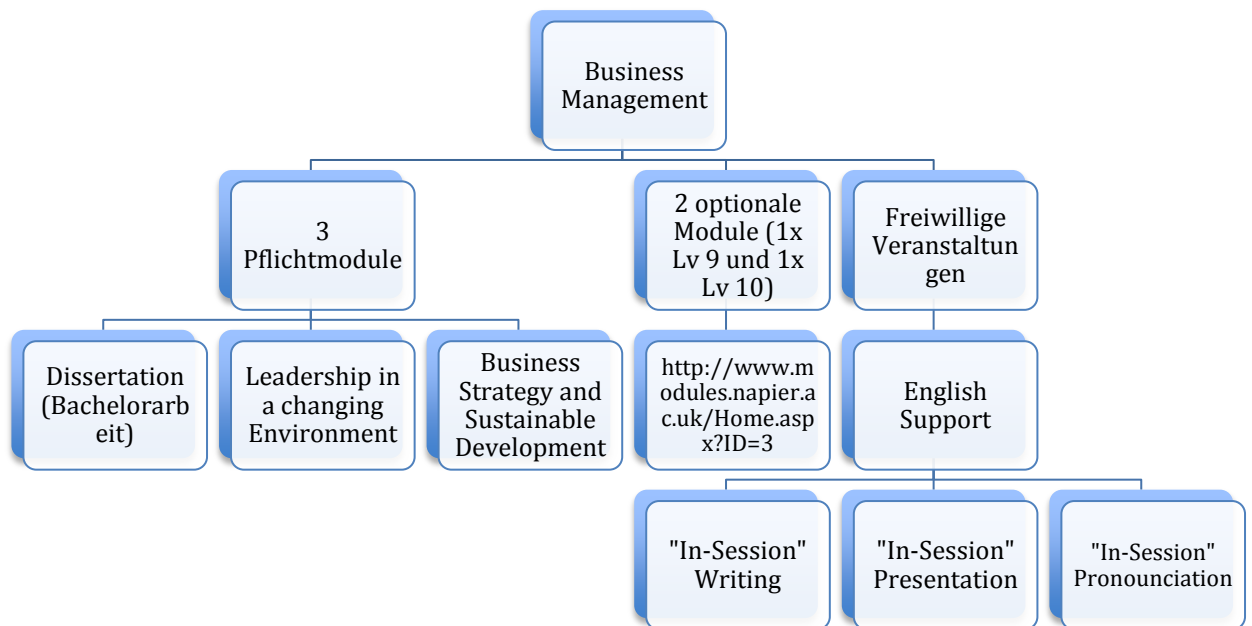 Business
Management
3
Pflichtmodule
2 optionale
Module (1x
Lv 9 und 1x
Lv 10)
Freiwillige
Veranstaltun
gen
Dissertation
(Bachelorarb
eit)
Leadership in
a changing
Environment
Business
Strategy and
Sustainable
Development
http://www.m
odules.napier.a
c.uk/Home.asp
x?ID=3
English
Support
"In-Session"
Writing
"In-Session"
Presentation
"In-Session"
Pronounciation